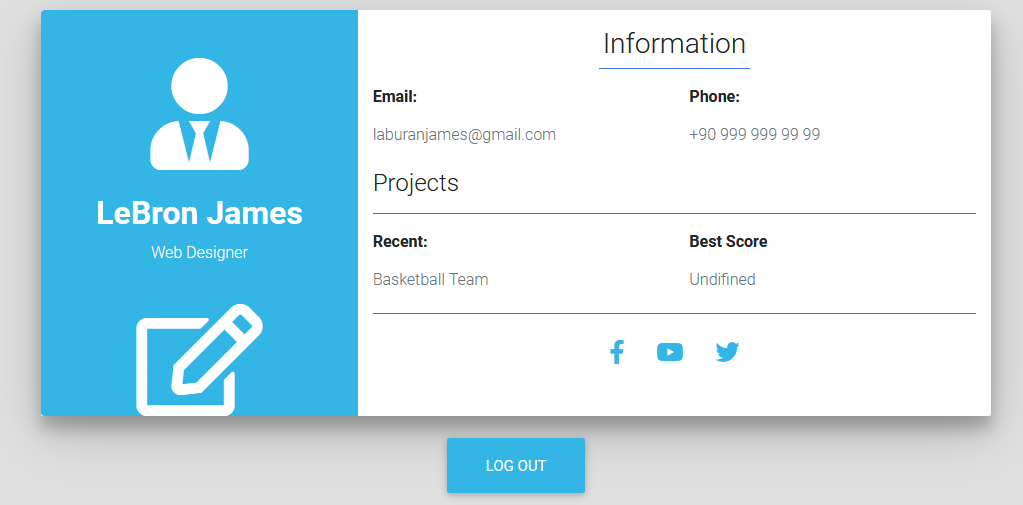 LeBron James
Web Designer
Information
Email:
laburanjames@gmail.com
Phone:
+90 999 999 99 99
Projects
Recent:
Basketball Team
Best Score
Undifined
LOG OUT